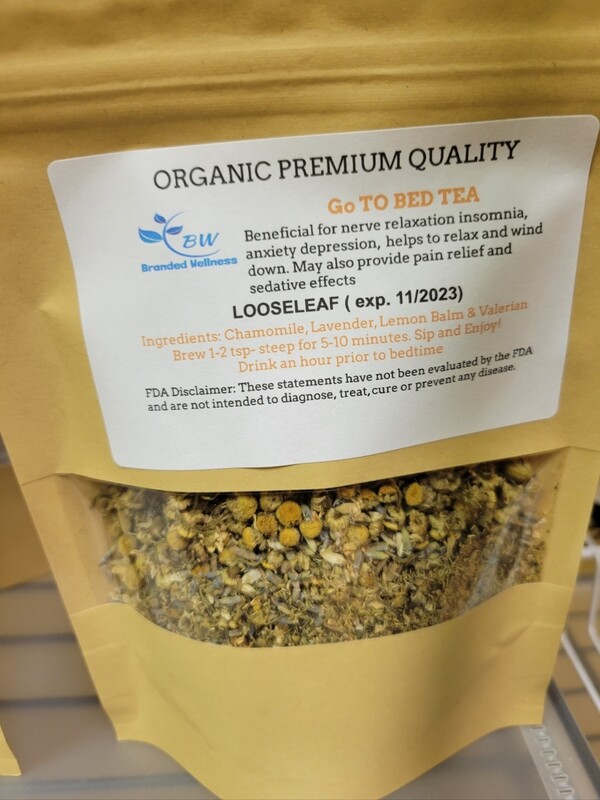 ORGANIC PREMIUM QUALITY
Go TO BED TEA
BW
Branded Wellness
Beneficial for nerve relaxation insomnia,
anxiety depression, helps to relax and wind
down. May also provide pain relief and
sedative effects
LOOSELEAF ( exp. 11/2023)
Ingredients: Chamomile, Lavender, Lemon Balm & Valerian
Brew 1-2 tsp- steep for 5-10 minutes. Sip and Enjoy!
Drink an hour prior to bedtime
FDA Disclaimer: These statements have not been evaluated by the FDA
and are not intended to diagnose, treat, cure or prevent any disease.